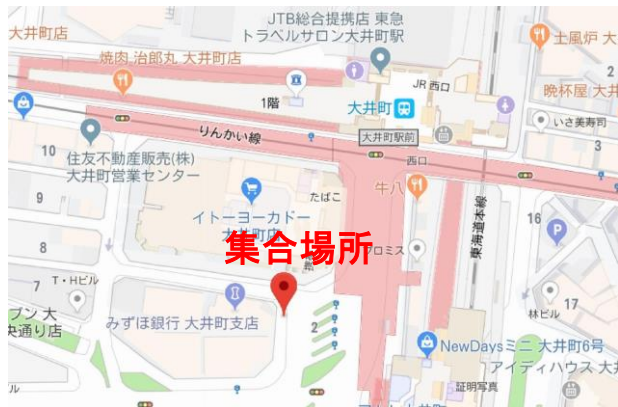 大井町店
JTB総合提携店 東急
トラベルサロン大井町駅
土風炉 大
焼肉 治郎丸 大井町店
JR 西口
2
晩杯屋 大井
1階
大井町
いさ美寿司
りんかい線
大井町駅前
3
10
住友不動産販売(株)
大井町営業センター
西口
牛八
9
たばこ
イトーヨーカドー
大井町店
東海道本線
16
8
集合場所
プロミス
7
T・Hビル
17
ブン 大
央通り店
みずほ銀行 大井町支店
2
林ビル
NewDaysミニ 大井町6号
アイディハウス 大井
証明写真
ル